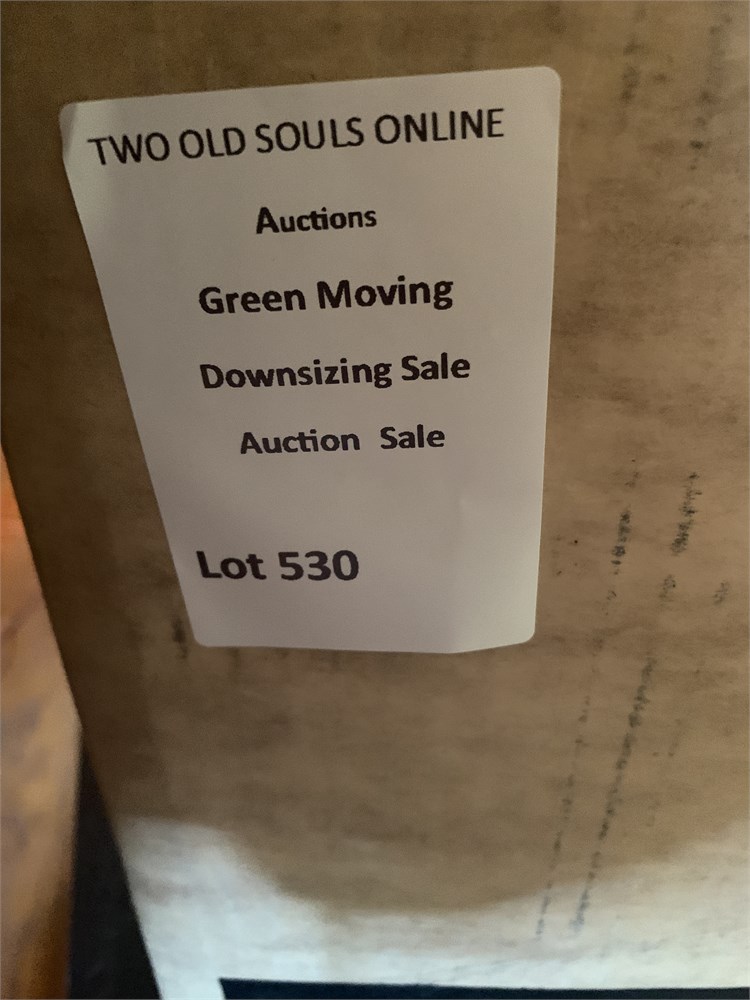 TWO OLD SOULS ONLINE
Auctions
Green Moving
Downsizing Sale
Auction Sale
Lot 530